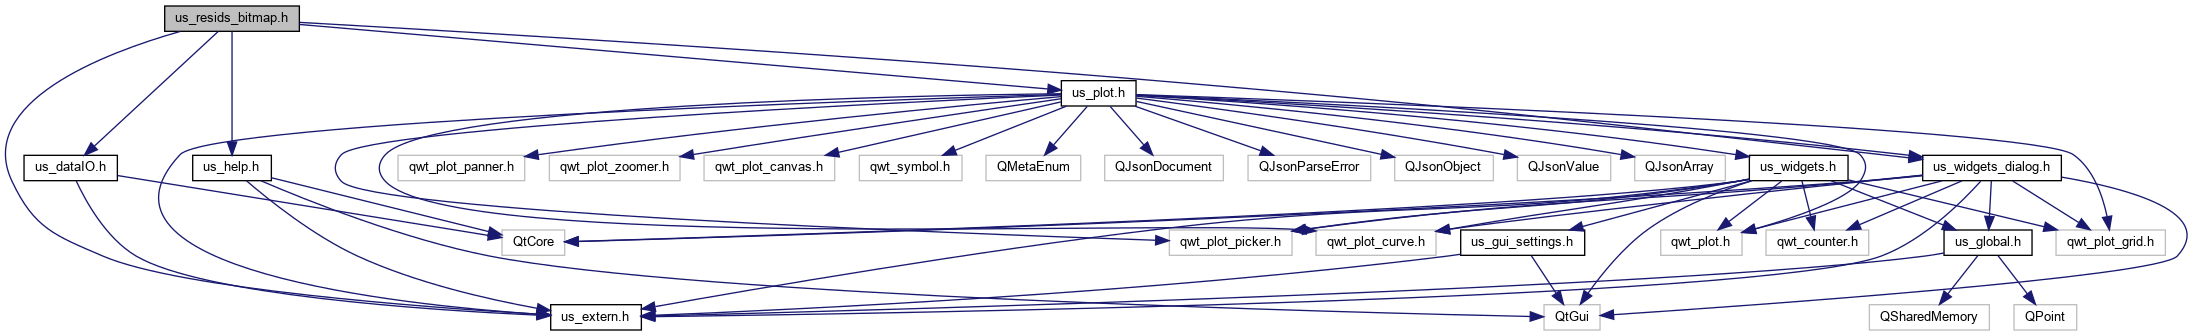 us_resids_bitmap.h
us_plot.h
us_dataIO.h
us_help.h
qwt_plot_panner.h
qwt_plot_zoomer.h
qwt_plot_canvas.h
qwt_symbol.h
QMetaEnum
QJsonDocument
QJsonParseError
QJsonObject
QJsonValue
QJsonArray
us_widgets.h
us_widgets_dialog.h
QtCore
qwt_plot_picker.h
qwt_plot_curve.h
us_gui_settings.h
qwt_plot.h
qwt_counter.h
us_global.h
qwt_plot_grid.h
us_extern.h
QtGui
QSharedMemory
QPoint